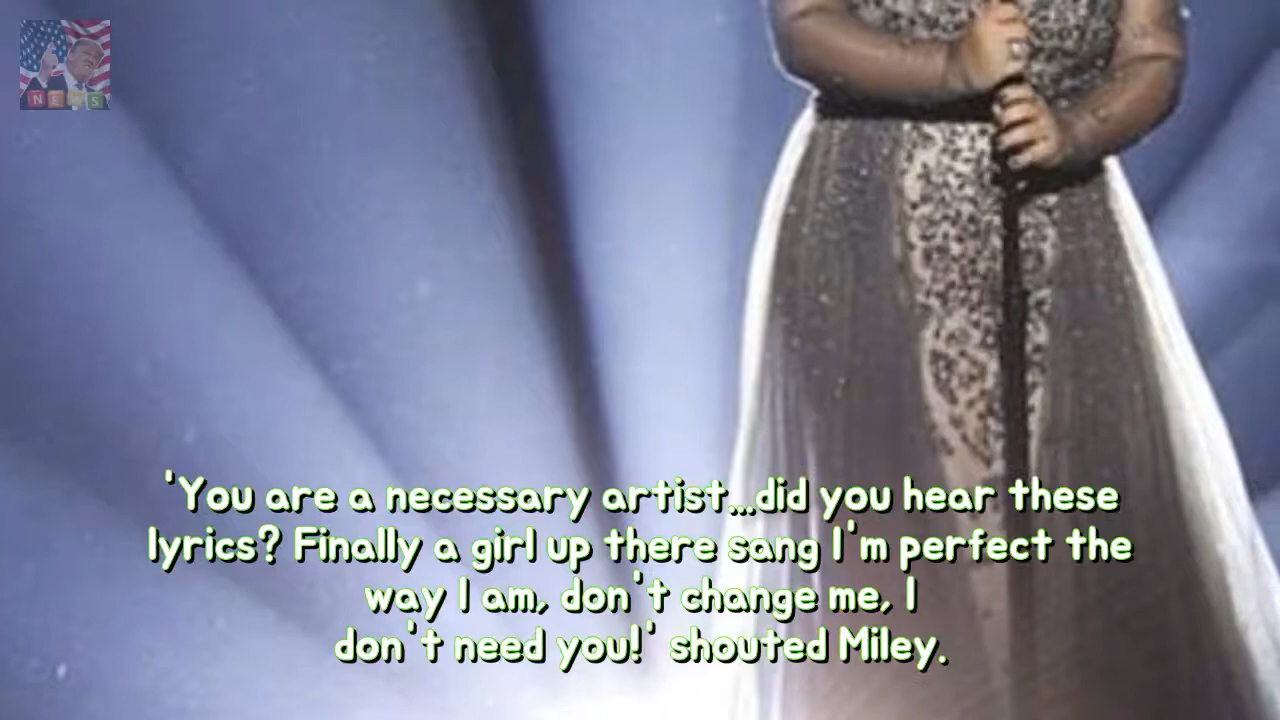 NEWS
'You are a necessary artist...did you hear these
lyrics? Finally a girl up there sang I'm perfect the
way I am, don't change me, I
don't need you!' shouted Miley.